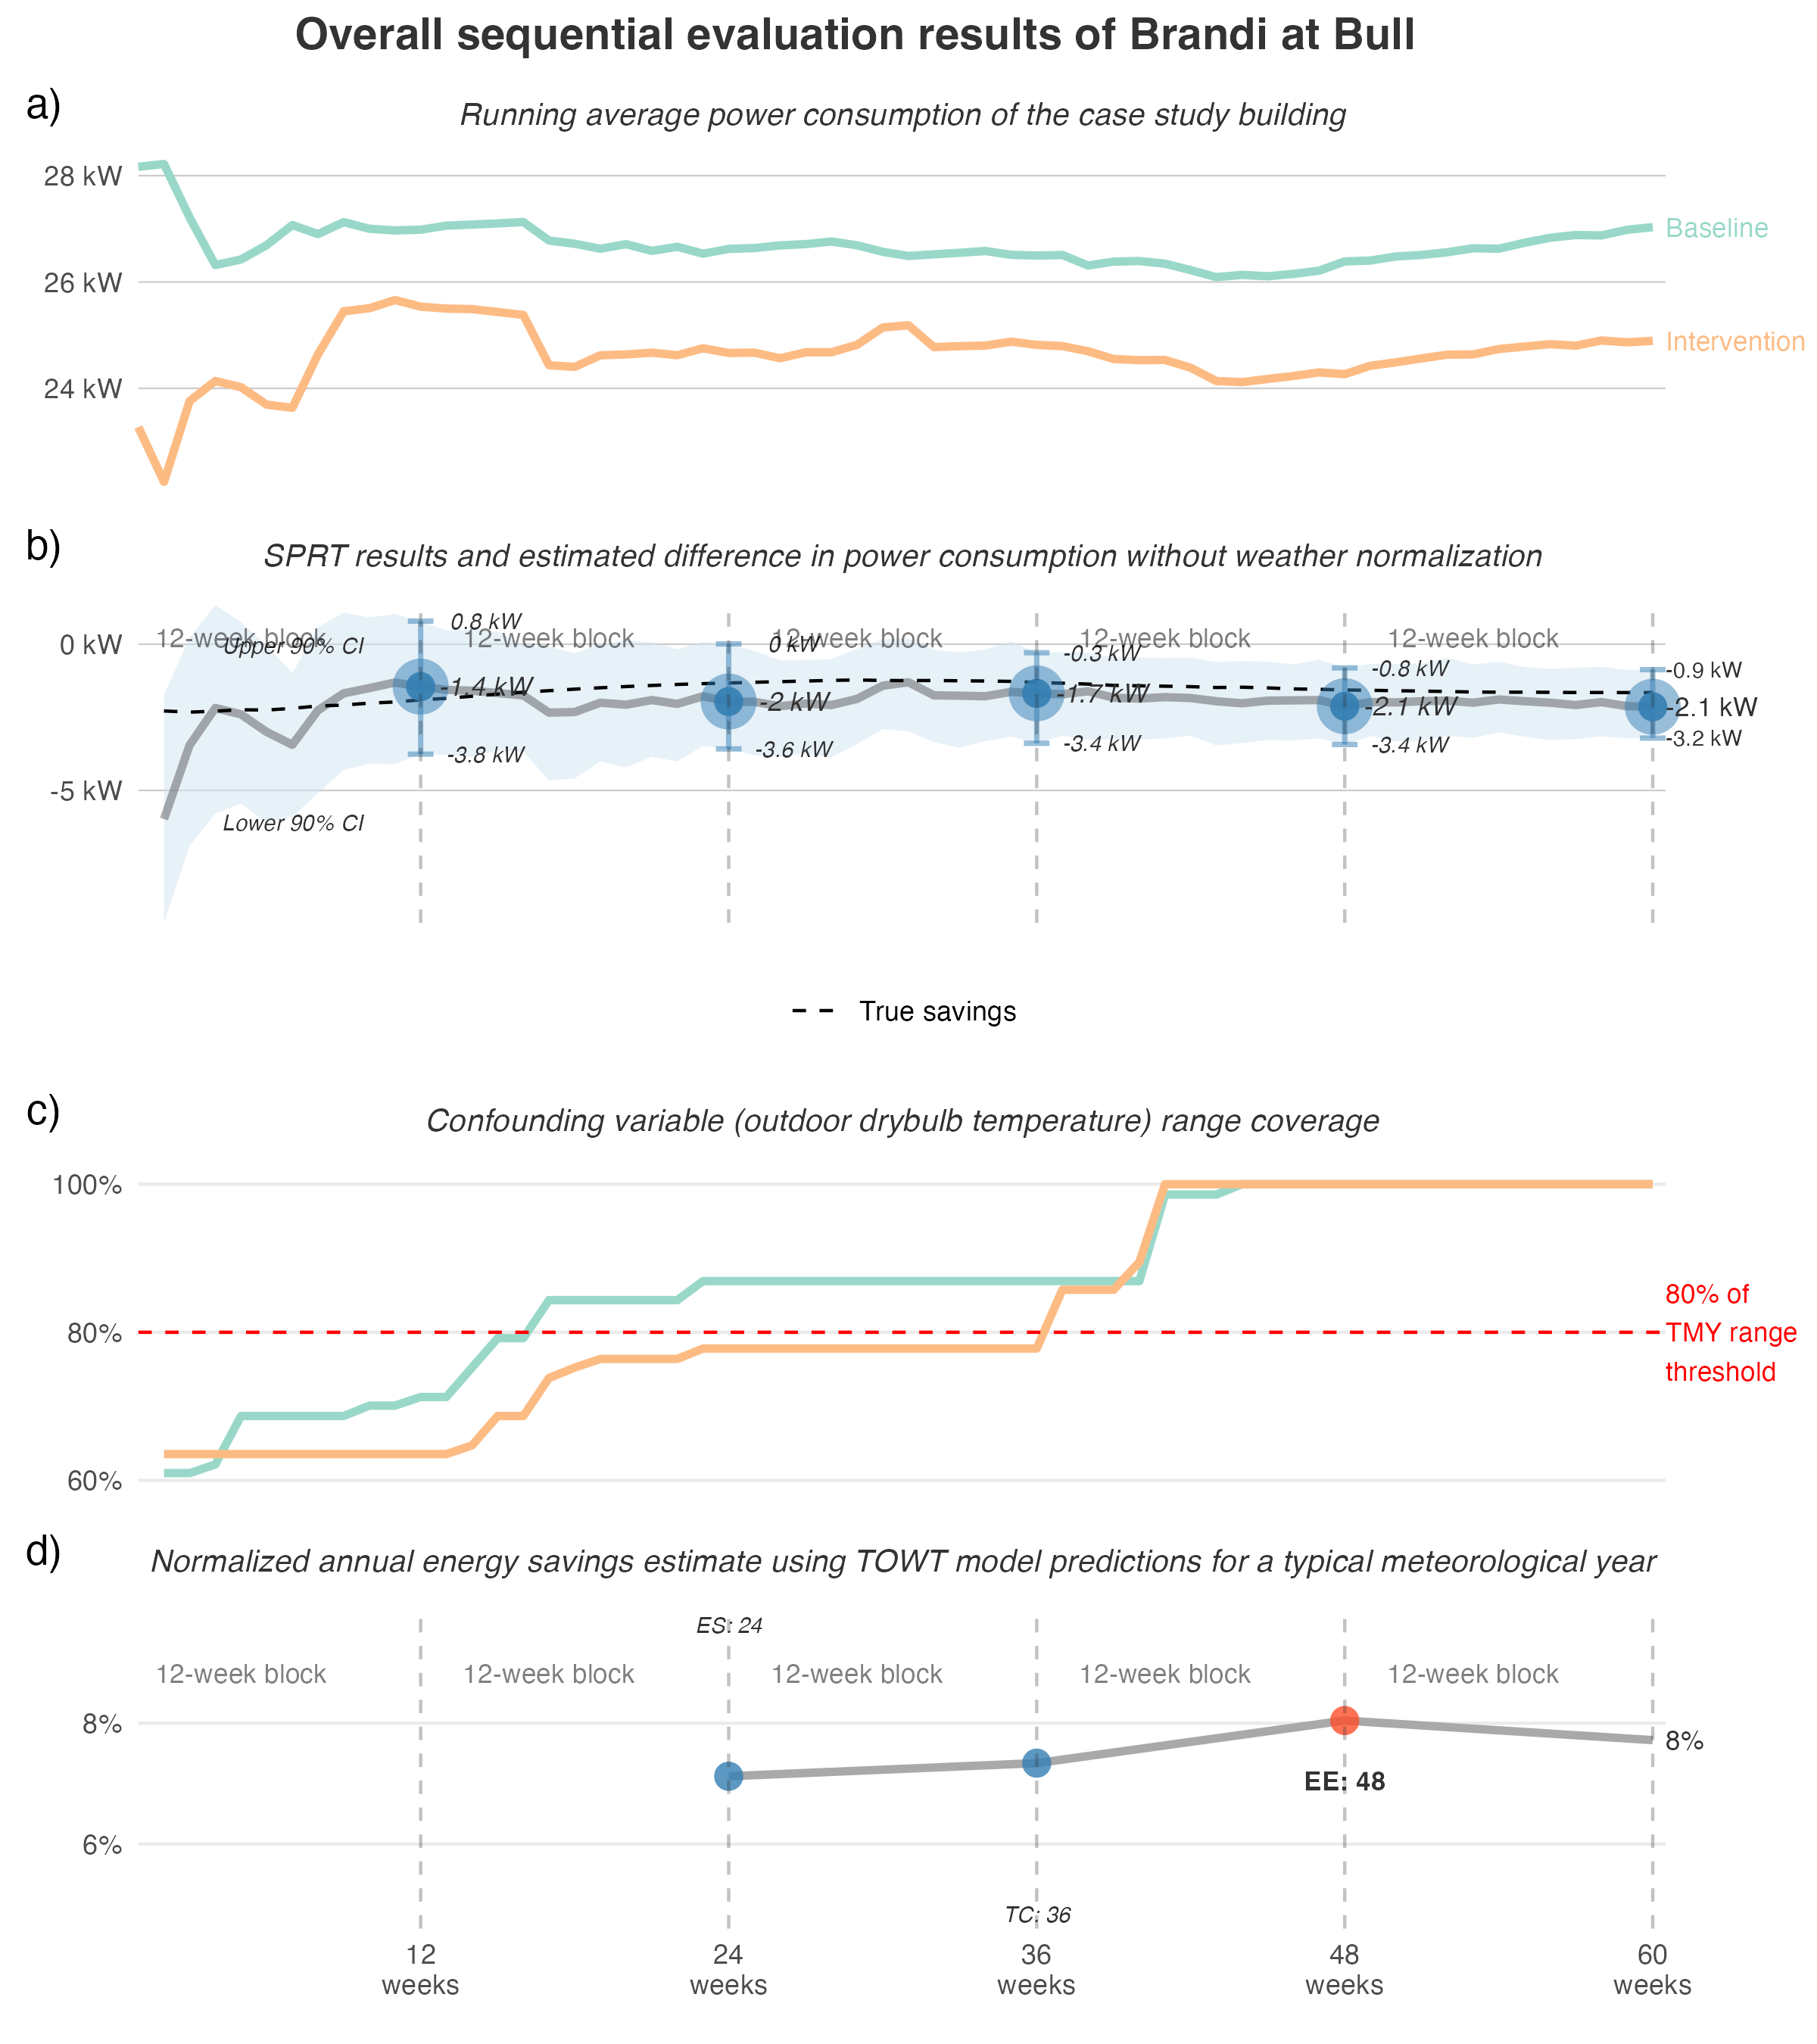 Overall sequential evaluation results of Brandi at Bull
a)
Running average power consumption of the case study building
28 kW
26 kW
24 kW
Baseline
Intervention
b)
SPRT results and estimated difference in power consumption without weather normalization
0 kW
-5 kW
12-week block
12-week block
12-week block
12-week block
12-week block
Upper 90% CI
Lower 90% CI
0.8 kW
-1.4 kW
-3.8 kW
0 kW
-2 kW
-3.6 kW
-0.3 kW
-1.7 kW
-3.4 kW
-0.8 kW
-2.1 kW
-3.4 kW
-0.9 kW
-2.1 kW
-3.2 kW
True savings
c)
Confounding variable (outdoor drybulb temperature) range coverage
100%
80%
60%
80% of
TMY range
threshold
d)
Normalized annual energy savings estimate using TOWT model predictions for a typical meteorological year
ES: 24
12-week block
12-week block
12-week block
12-week block
12-week block
8%
6%
8%
EE: 48
TC: 36
12
weeks
24
weeks
36
weeks
48
weeks
60
weeks